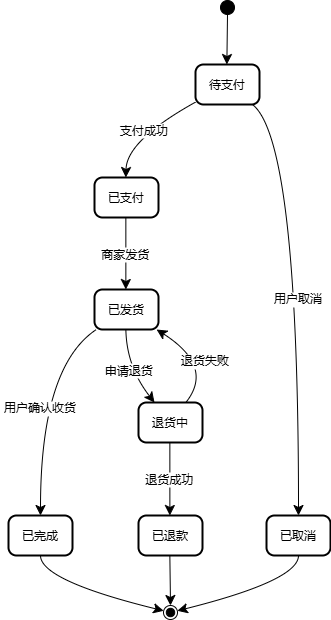 待支付
支付成功
已支付
商家发货
用户取消
已发货
退货失败
申请退货
用户确认收货
退货中
退货成功
已完成
已退款
已取消